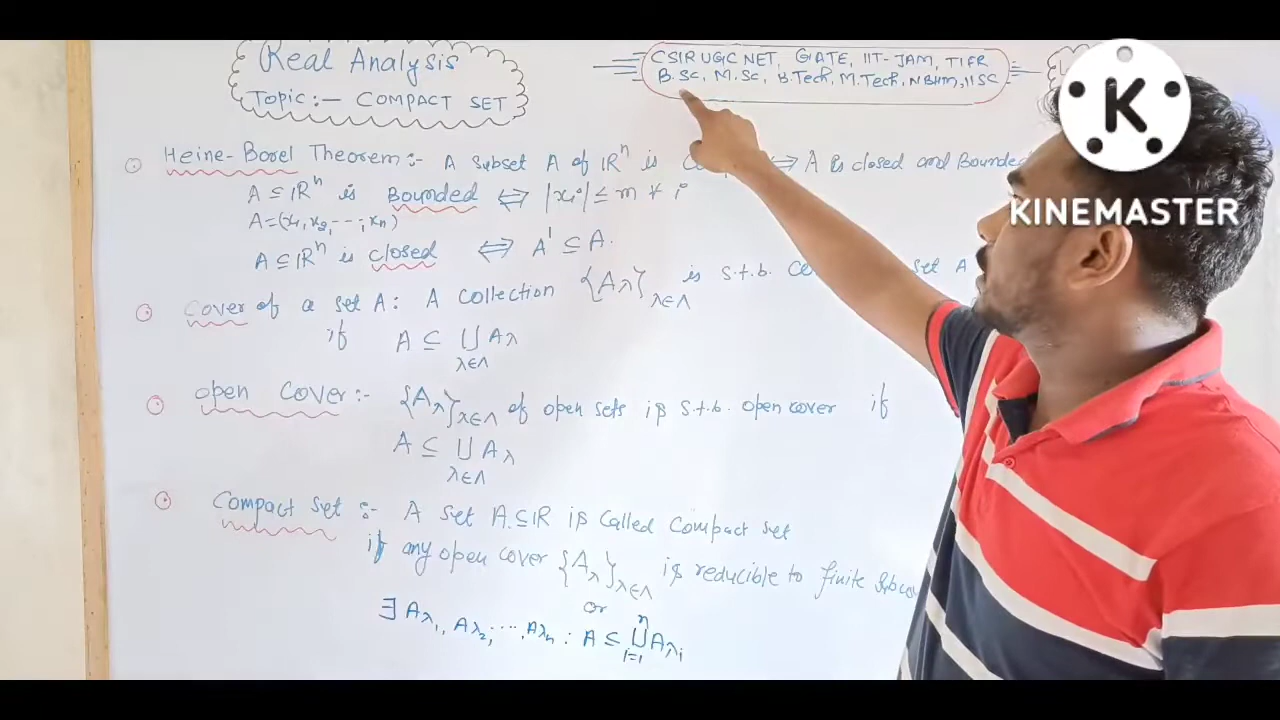 Real Analysis
Topic:- COMPACT SET
CSIR UGC NET, GATE, IIT-JAM, TIFR
B.SC, M.SC, B.Tech, M.Tech, NBHM, IISC
K
KINEMASTER
Heine-Borel Theorem:- A subset A of IRⁿ is ⇔ A is closed and Bounded
A ⊆ IRⁿ is Bounded ⇔ |xᵢ| ≤ m ∀ i
A=(x₁, x₂, ---, xₙ)
A ⊆ IRⁿ is closed ⇔ A' ⊆ A.
Cover of a set A: A collection {Aλ}λ∈Λ is s.t.b. set A
if A ⊆ ⋃λ∈Λ Aλ
open Cover:- {Aλ}λ∈Λ of open sets is s.t.b. open cover if
A ⊆ ⋃λ∈Λ Aλ
Compact set:- A set A ⊆ IR is called compact set
if any open cover {Aλ}λ∈Λ is reducible to finite
or
∃ Aλ₁, Aλ₂, ..., Aλₙ : A ⊆ ⋃ⁿᵢ₌₁ Aλᵢ